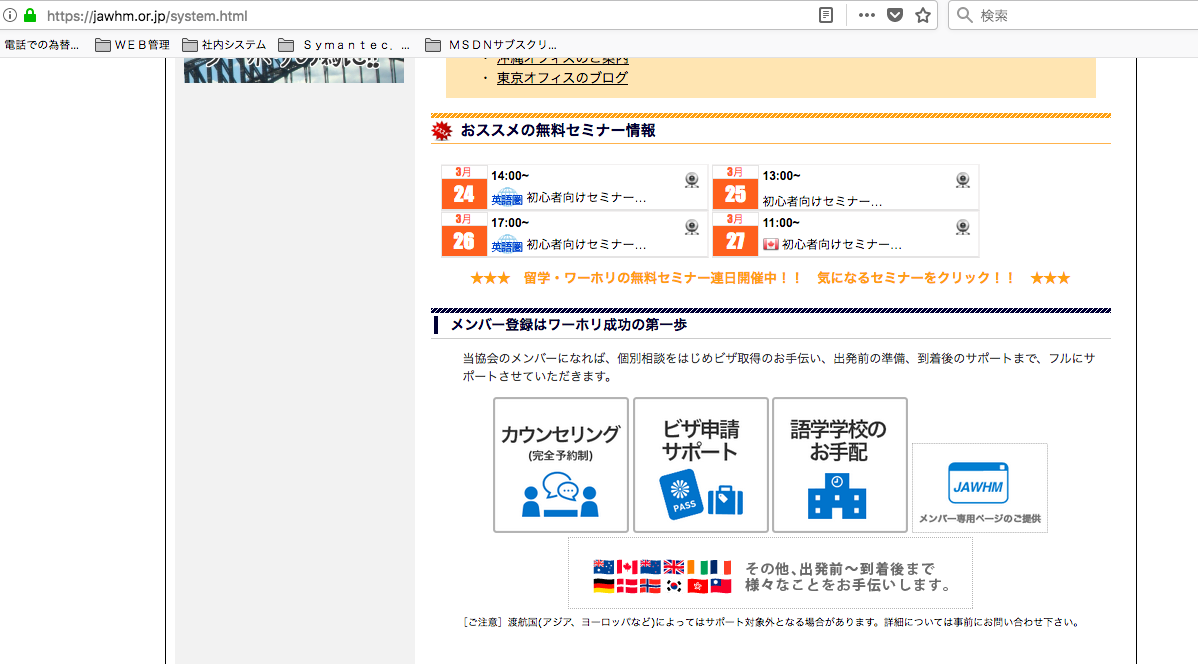 https://jawhm.or.jp/system.html
検索
電話での為替...
ＷＥＢ管理
社内システム
Ｓｙｍａｎｔｅｃ．...
ＭＳＤＮサブスクリ...
・ 沖縄オフィスのご案内
・ 東京オフィスのブログ
おススメの無料セミナー情報
3月
24
14:00~
英語圏 初心者向けセミナー…
3月
25
13:00~
初心者向けセミナー…
3月
26
17:00~
英語圏 初心者向けセミナー…
3月
27
11:00~
初心者向けセミナー…
★★★　留学・ワーホリの無料セミナー連日開催中！！　気になるセミナーをクリック！！　★★★
メンバー登録はワーホリ成功の第一歩
当協会のメンバーになれば、個別相談をはじめビザ取得のお手伝い、出発前の準備、到着後のサポートまで、フルにサ
ポートさせていただきます。
カウンセリング
(完全予約制)
ビザ申請
サポート
PASS
語学学校の
お手配
JAWHM
メンバー専用ページのご提供
その他、出発前〜到着後まで
様々なことをお手伝いします。
［ご注意］渡航国(アジア、ヨーロッパなど)によってはサポート対象外となる場合があります。詳細については事前にお問い合わせ下さい。